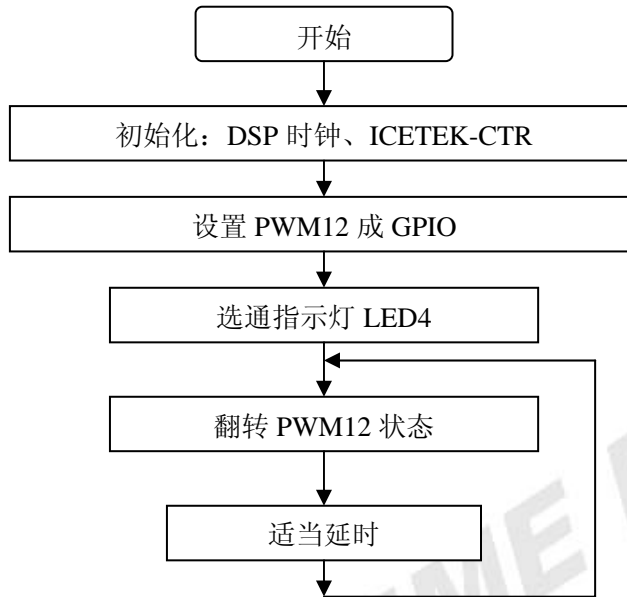 开始
初始化：DSP 时钟、ICETEK-CTR
设置 PWM12 成 GPIO
选通指示灯 LED4
翻转 PWM12 状态
适当延时